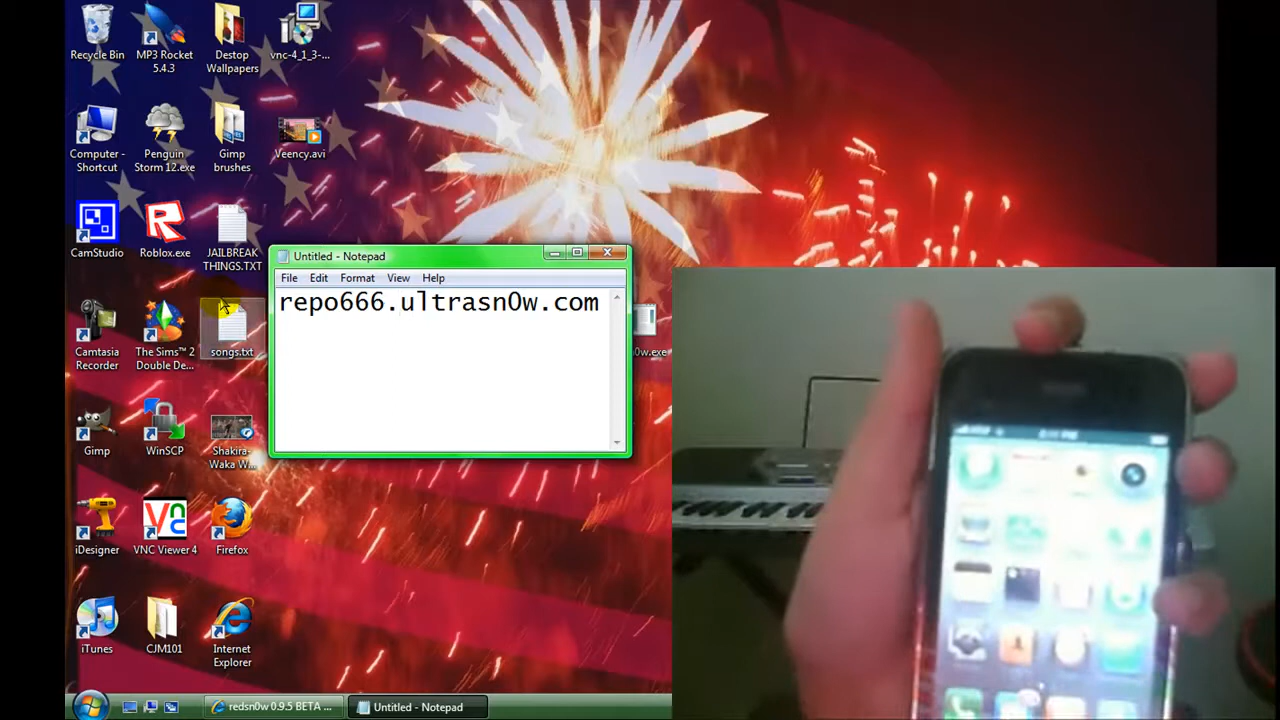 Recycle Bin
MP3 Rocket
5.4.3
Destop
Wallpapers
vnc-4_1_3-...
Computer -
Shortcut
Penguin
Storm 12.exe
Gimp
brushes
Veency.avi
CamStudio
Roblox.exe
JAILBREAK
THINGS.TXT
Camtasia
Recorder
The Sims™ 2
Double De...
songs.txt
Gimp
WinSCP
Shakira-
Waka W...
iDesigner
VNC Viewer 4
Firefox
iTunes
CJM101
Internet
Explorer
Untitled - Notepad
File Edit Format View Help
repo666.ultrasn0w.com
redsn0w 0.9.5 BETA ...
Untitled - Notepad